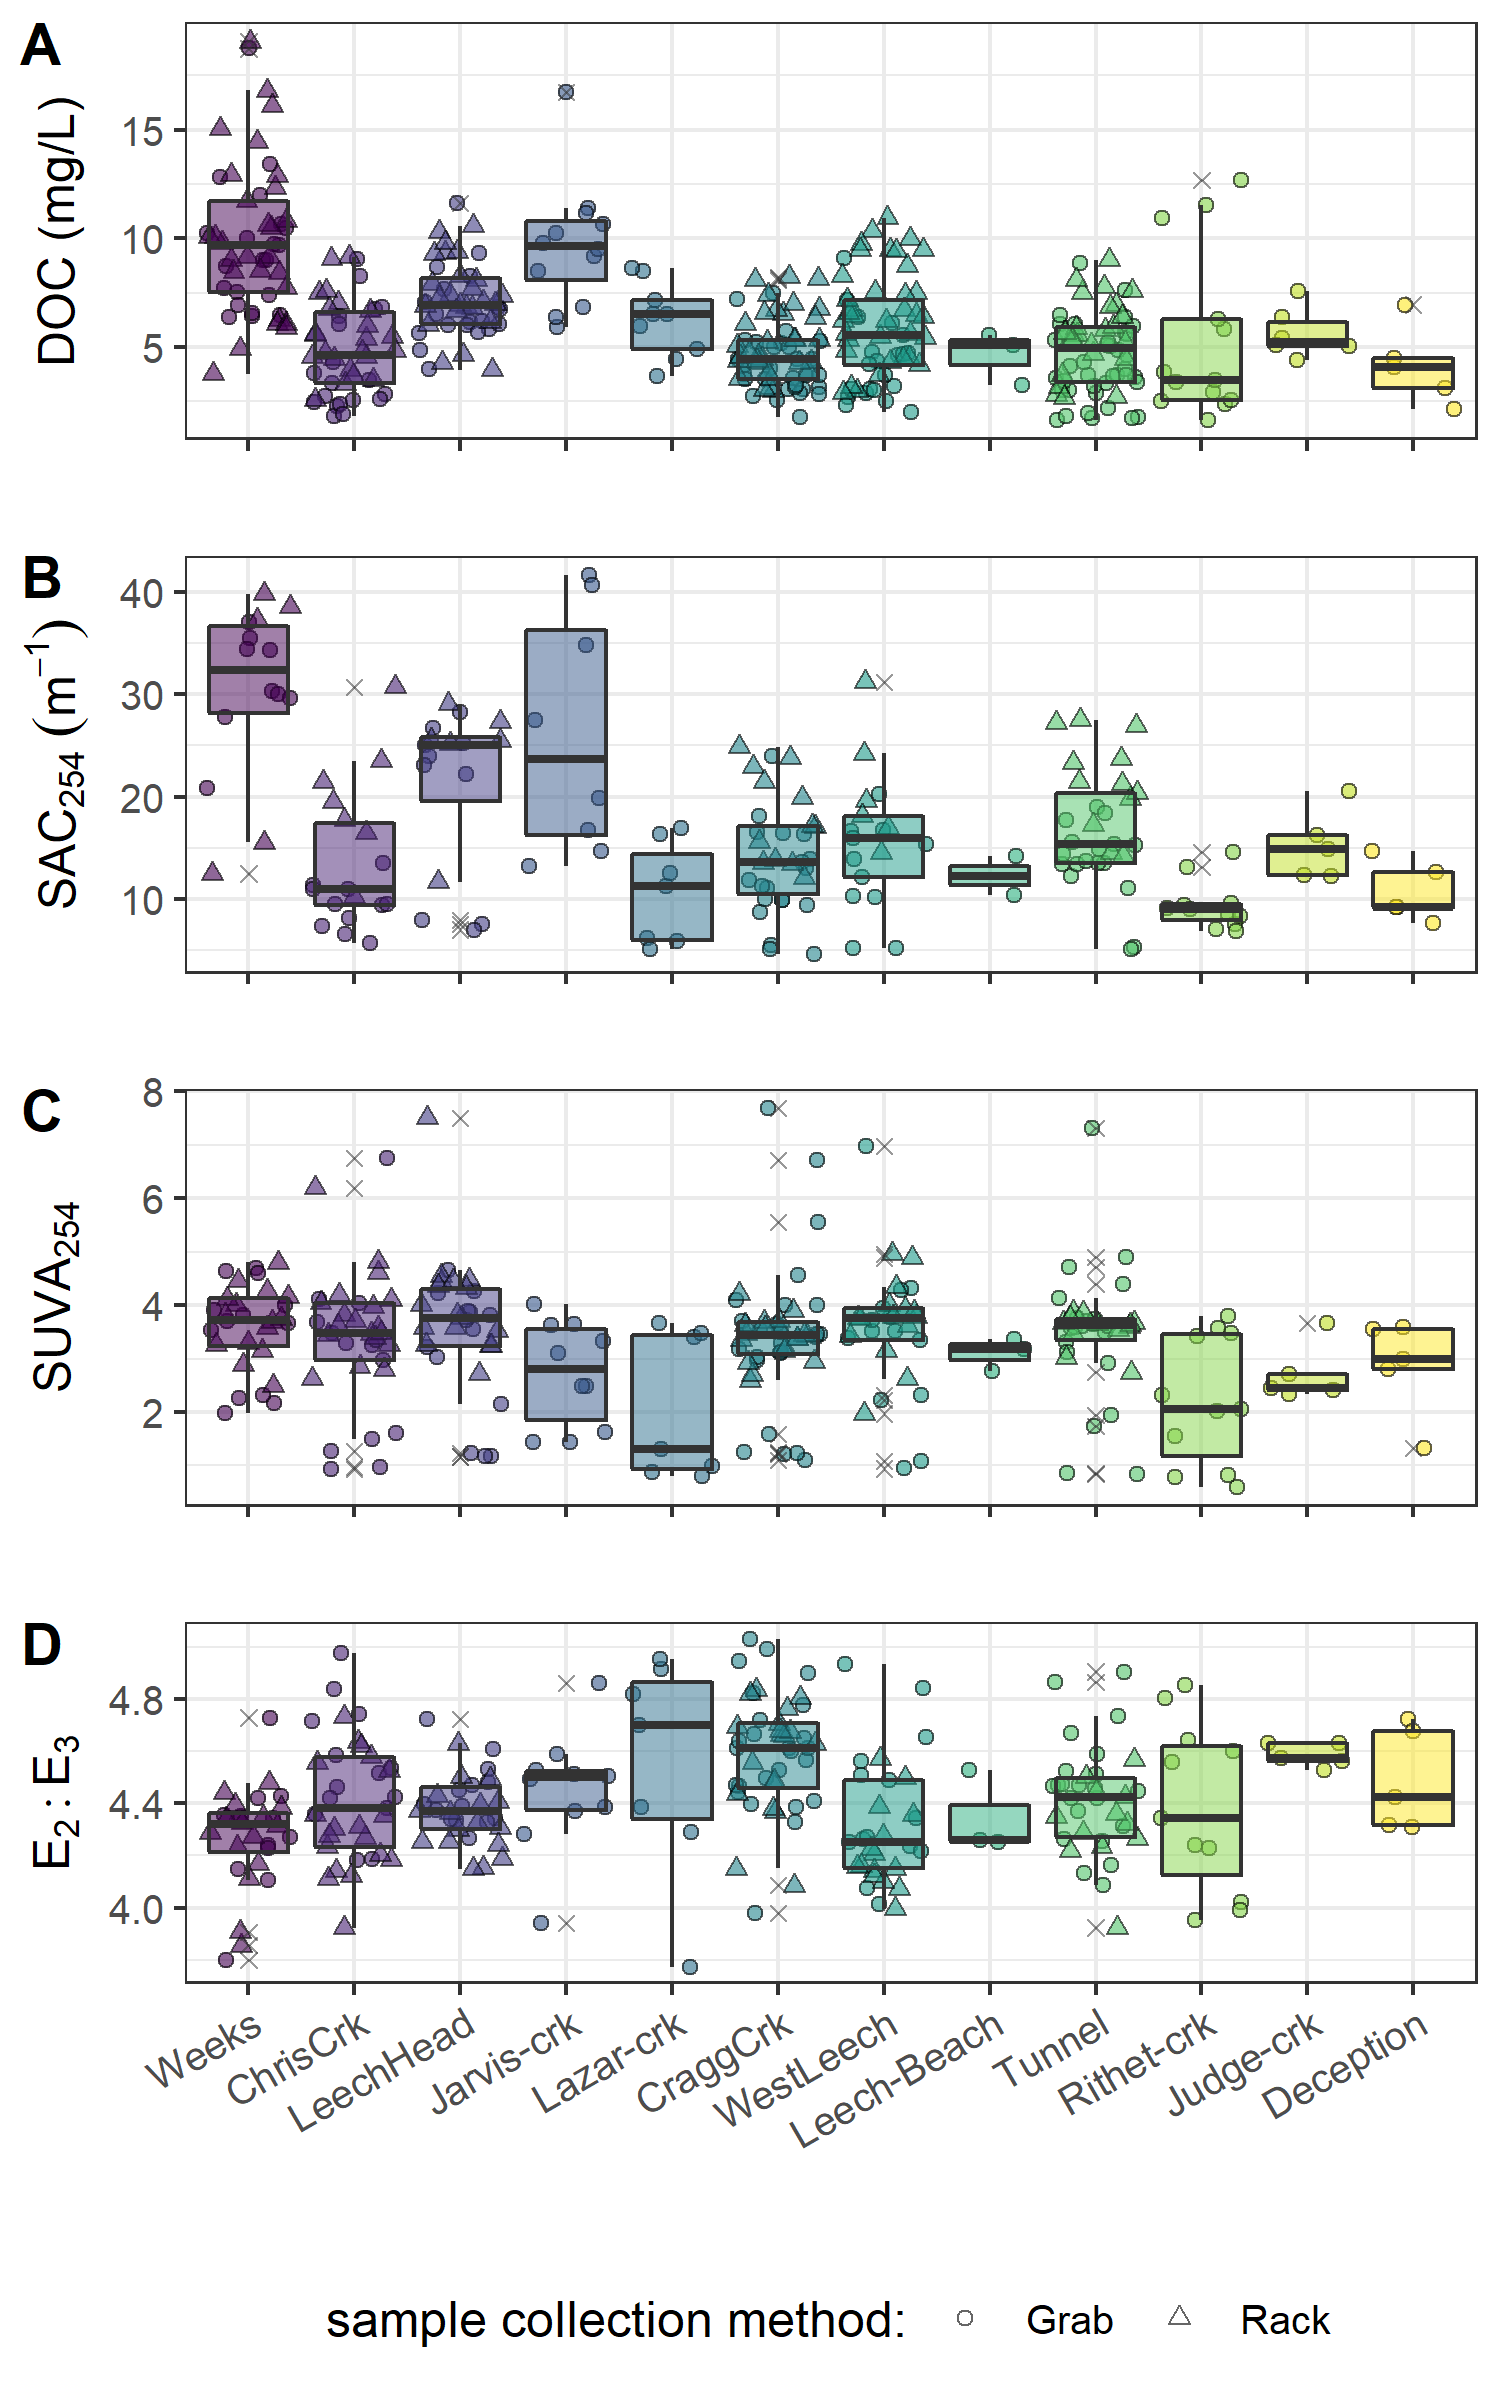 A
DOC (mg/L)
15
10
5
B
SAC₂₅₄ (m⁻¹)
40
30
20
10
C
SUVA₂₅₄
8
6
4
2
D
E₂ : E₃
4.8
4.4
4.0
Weeks
ChrisCrk
LeechHead
Jarvis-crk
Lazar-crk
CraggCrk
WestLeech
Leech-Beach
Tunnel
Rithet-crk
Judge-crk
Deception
sample collection method: Grab Rack